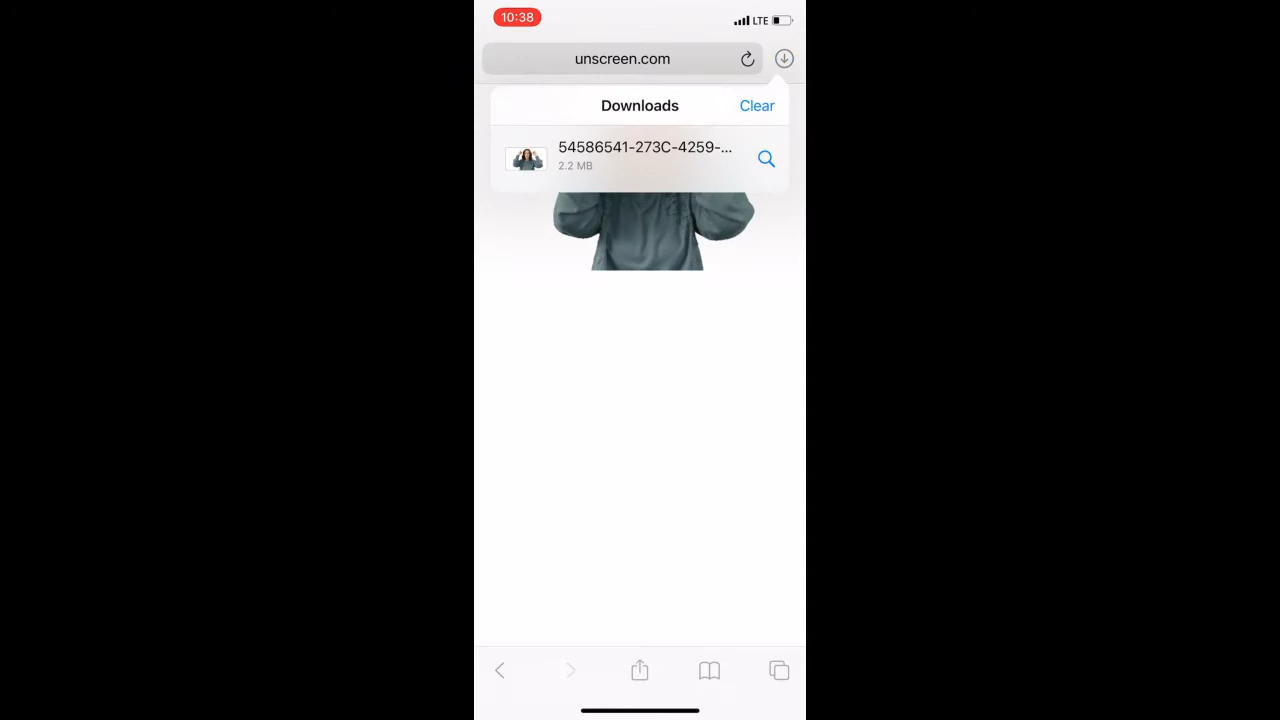 10:38
LTE
unscreen.com
Downloads
Clear
54586541-273C-4259-...
2.2 MB